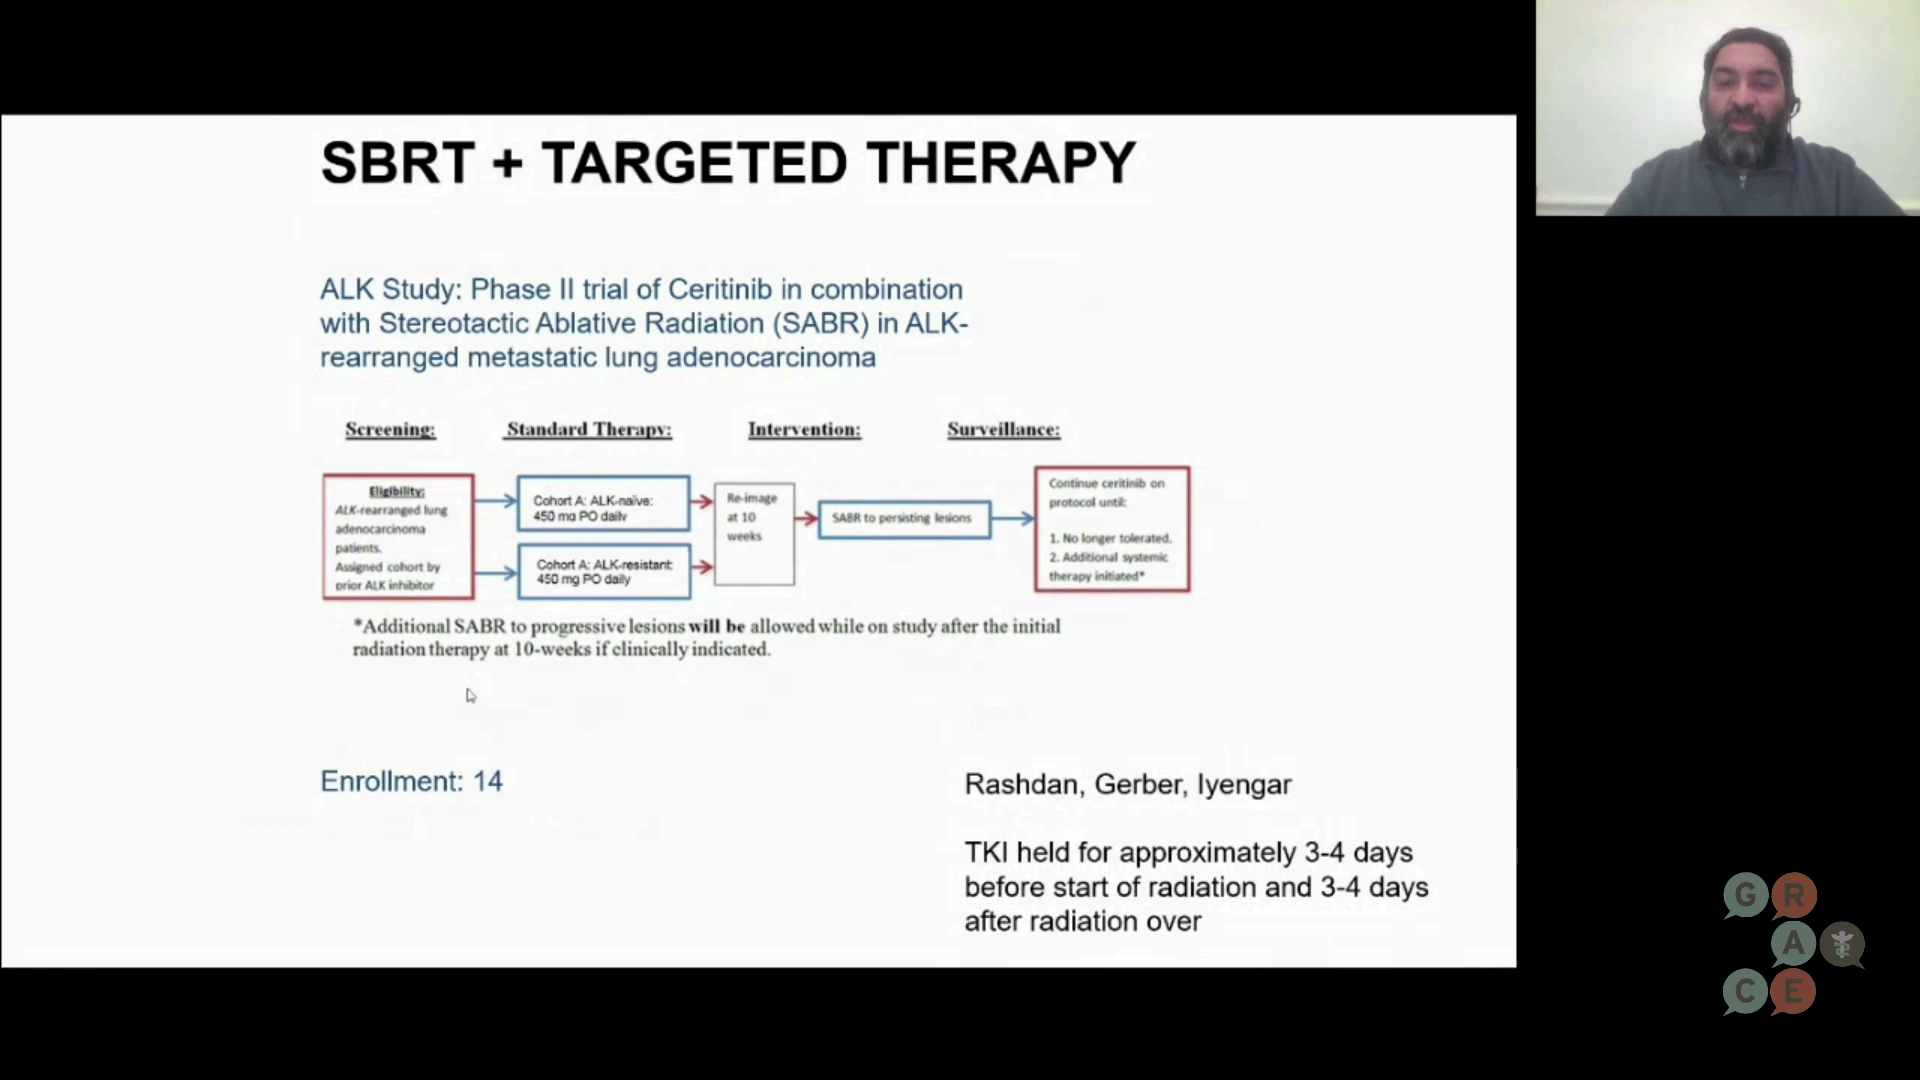 SBRT + TARGETED THERAPY
ALK Study: Phase II trial of Ceritinib in combination
with Stereotactic Ablative Radiation (SABR) in ALK-
rearranged metastatic lung adenocarcinoma
Screening:
Standard Therapy:
Intervention:
Surveillance:
Eligibility:
ALK-rearranged lung
adenocarcinoma
patients.
Assigned cohort by
prior ALK inhibitor
Cohort A: ALK-naïve:
450 mg PO daily
Cohort A: ALK-resistant:
450 mg PO daily
Re-image
at 10
weeks
SABR to persisting lesions
Continue ceritinib on
protocol until:
1. No longer tolerated.
2. Additional systemic
therapy initiated*
*Additional SABR to progressive lesions will be allowed while on study after the initial
radiation therapy at 10-weeks if clinically indicated.
Enrollment: 14
Rashdan, Gerber, Iyengar
TKI held for approximately 3-4 days
before start of radiation and 3-4 days
after radiation over
G R
A
C E